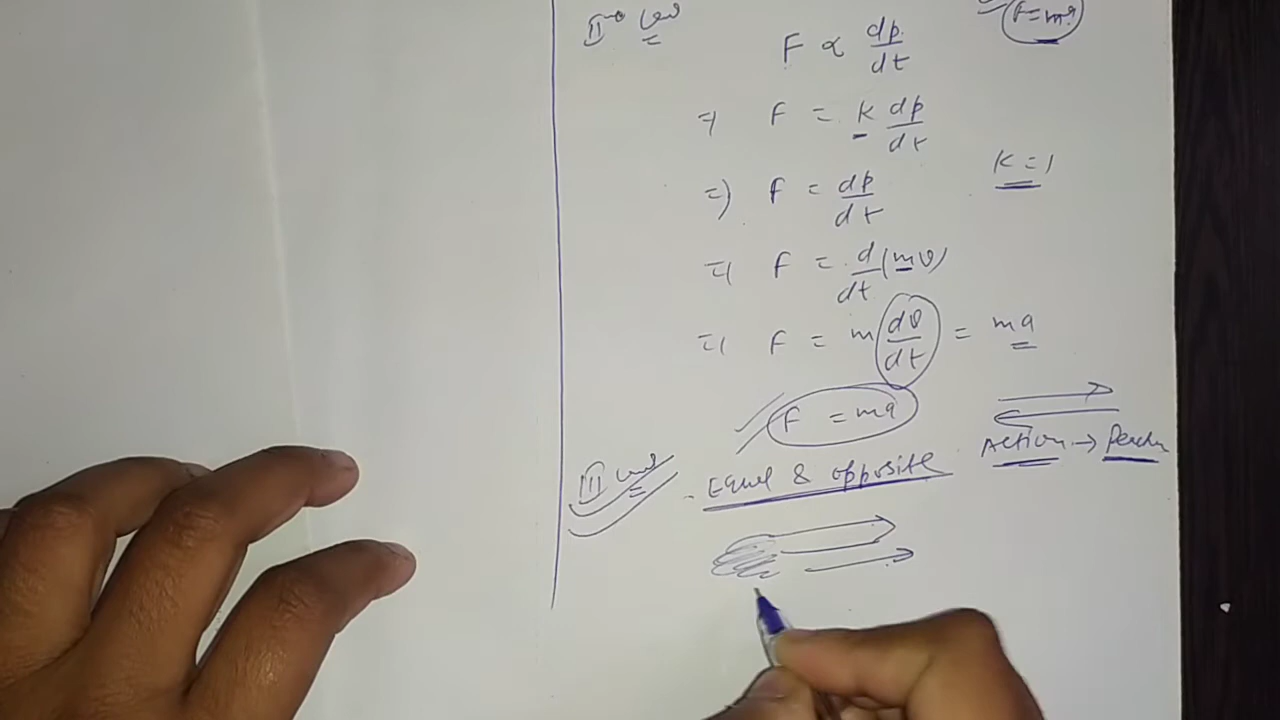 II law
F = ma
F ∝ dp/dt
=) F = k dp/dt
K = 1
=) F = dp/dt
=) F = d/dt (mv)
=) F = m dv/dt = ma
F = ma
Action →
III law - Equal & opposite